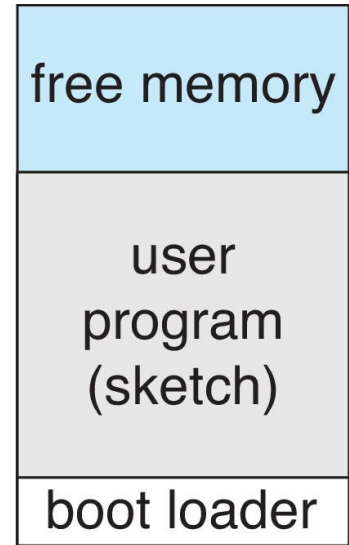 free memory
user
program
(sketch)
boot loader